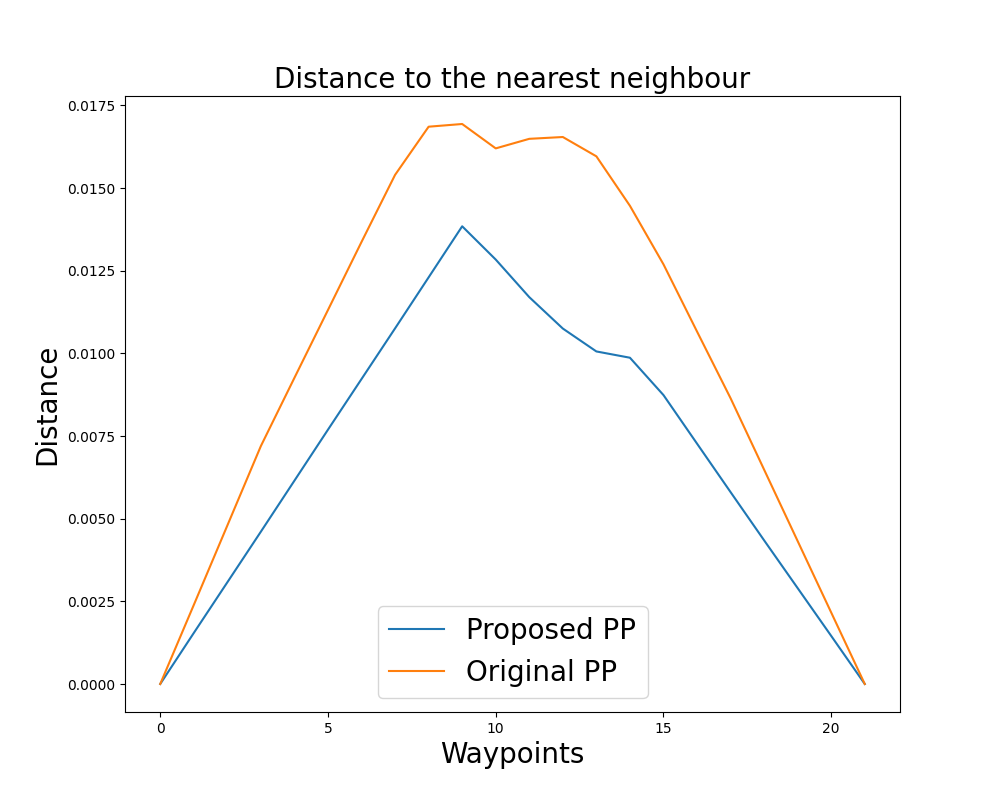 Distance to the nearest neighbour
0.0175
0.0150
0.0125
0.0100
0.0075
0.0050
0.0025
0.0000
Distance
Proposed PP
Original PP
0 5 10 15 20
Waypoints